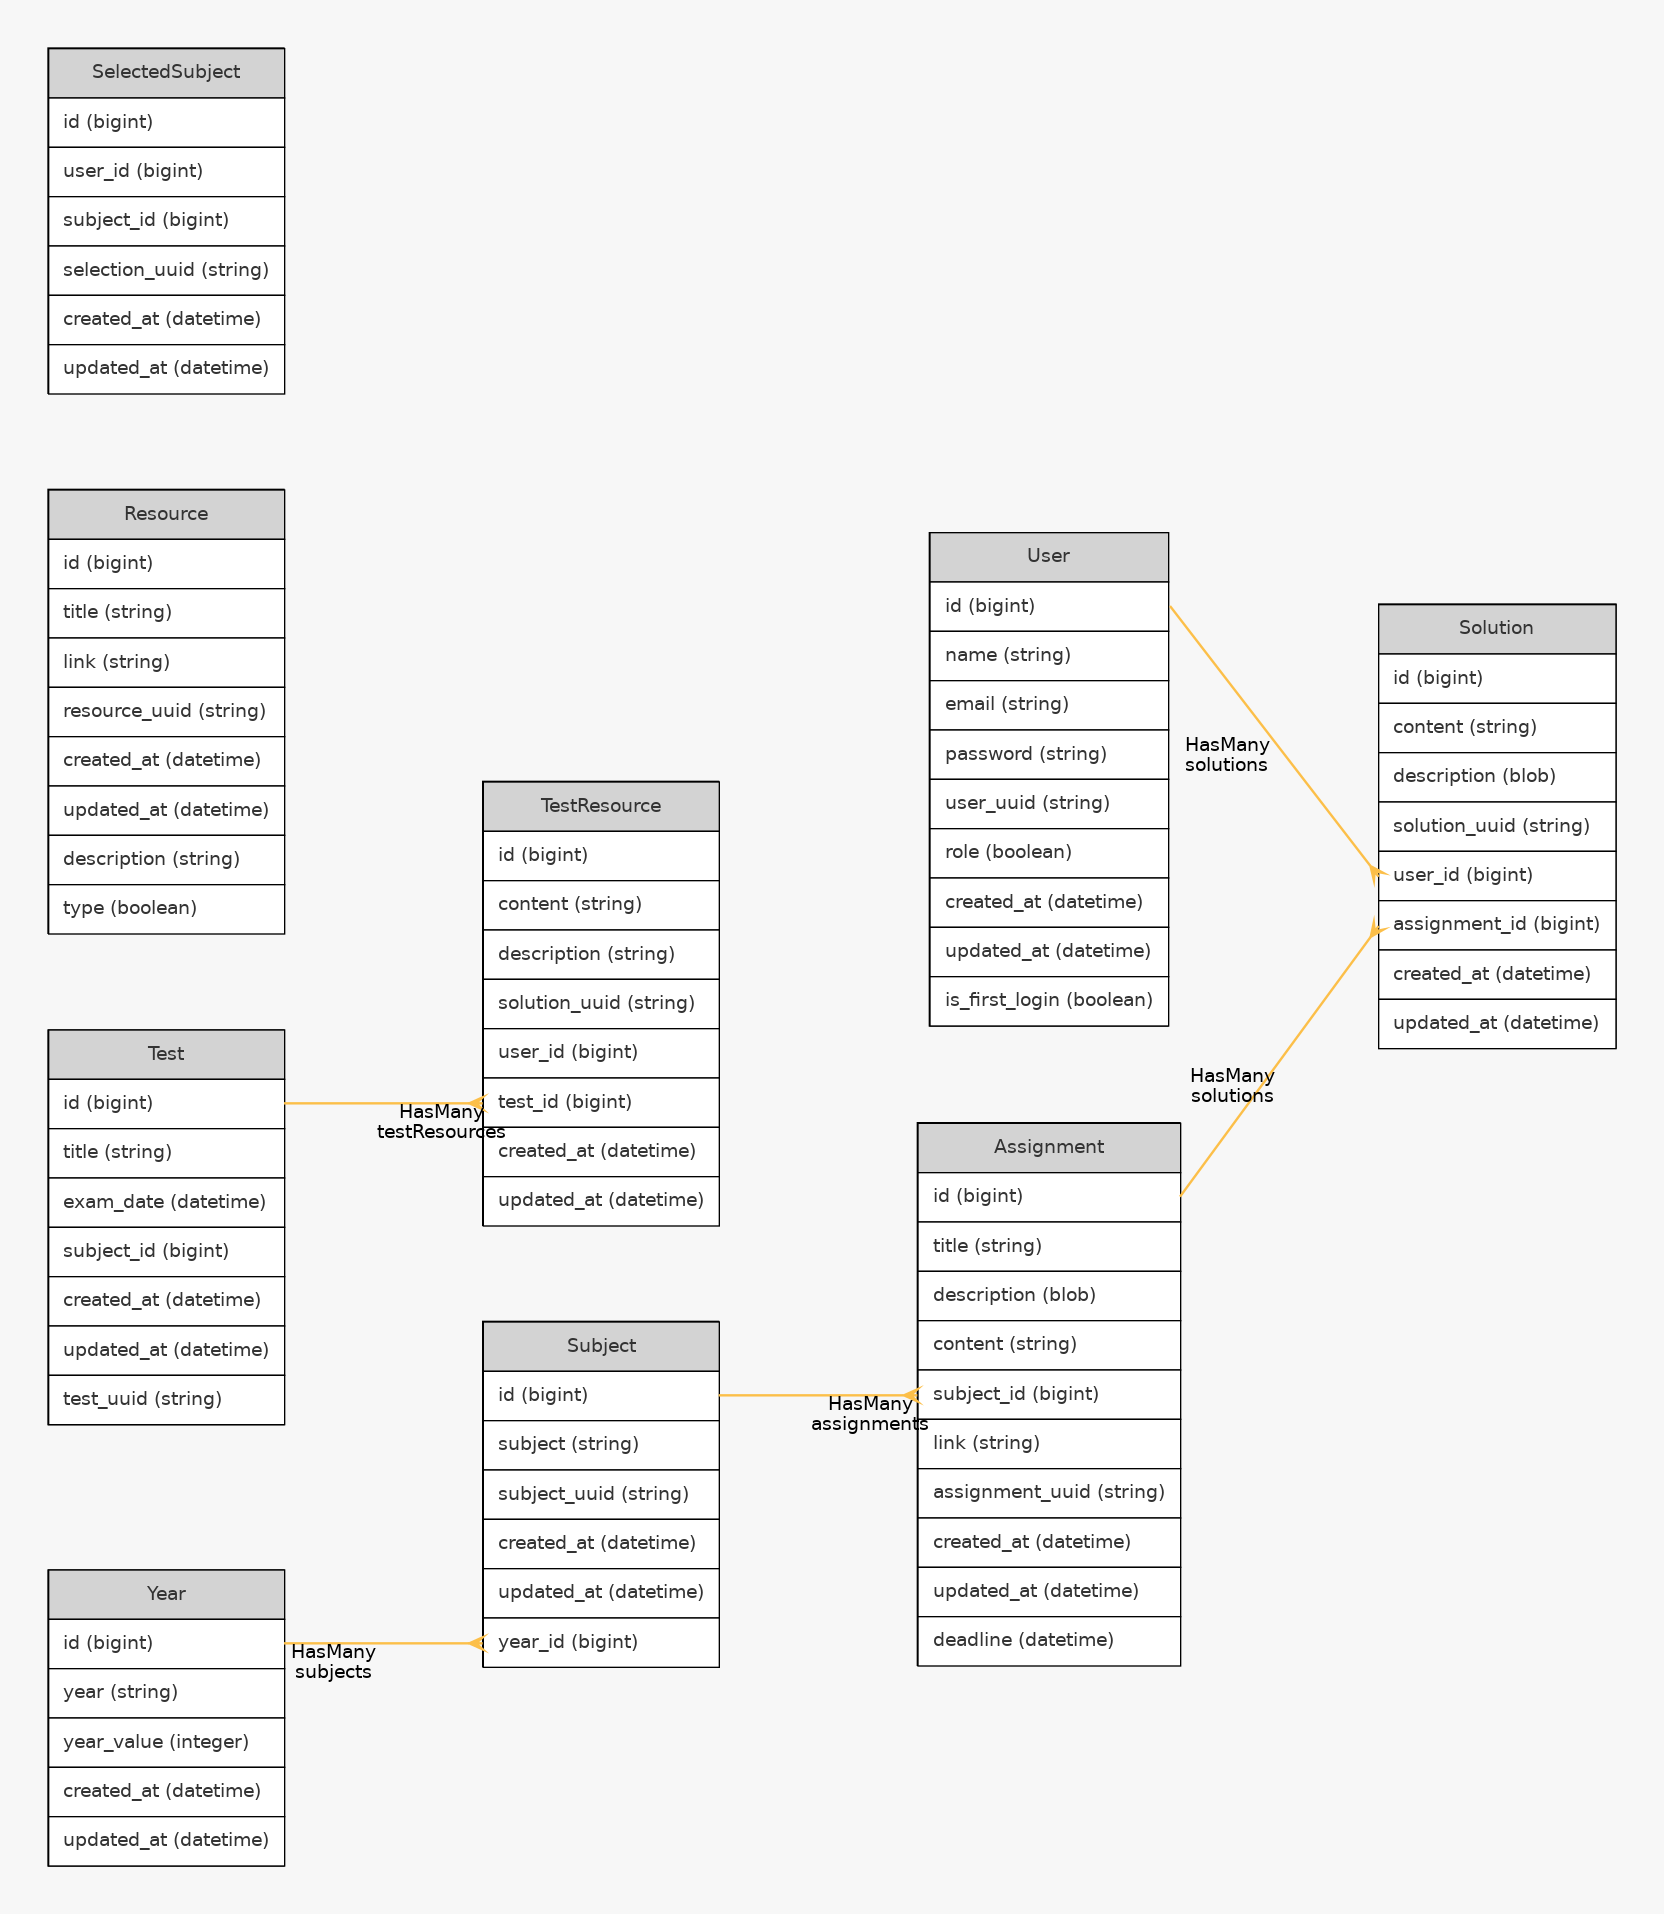 SelectedSubject
id (bigint)
user_id (bigint)
subject_id (bigint)
selection_uuid (string)
created_at (datetime)
updated_at (datetime)
Resource
id (bigint)
title (string)
link (string)
resource_uuid (string)
created_at (datetime)
updated_at (datetime)
description (string)
type (boolean)
Test
id (bigint)
title (string)
exam_date (datetime)
subject_id (bigint)
created_at (datetime)
updated_at (datetime)
test_uuid (string)
Year
id (bigint)
year (string)
year_value (integer)
created_at (datetime)
updated_at (datetime)
HasMany
testResources
HasMany
subjects
TestResource
id (bigint)
content (string)
description (string)
solution_uuid (string)
user_id (bigint)
test_id (bigint)
created_at (datetime)
updated_at (datetime)
Subject
id (bigint)
subject (string)
subject_uuid (string)
created_at (datetime)
updated_at (datetime)
year_id (bigint)
HasMany
assignments
User
id (bigint)
name (string)
email (string)
password (string)
user_uuid (string)
role (boolean)
created_at (datetime)
updated_at (datetime)
is_first_login (boolean)
Assignment
id (bigint)
title (string)
description (blob)
content (string)
subject_id (bigint)
link (string)
assignment_uuid (string)
created_at (datetime)
updated_at (datetime)
deadline (datetime)
HasMany
solutions
HasMany
solutions
Solution
id (bigint)
content (string)
description (blob)
solution_uuid (string)
user_id (bigint)
assignment_id (bigint)
created_at (datetime)
updated_at (datetime)